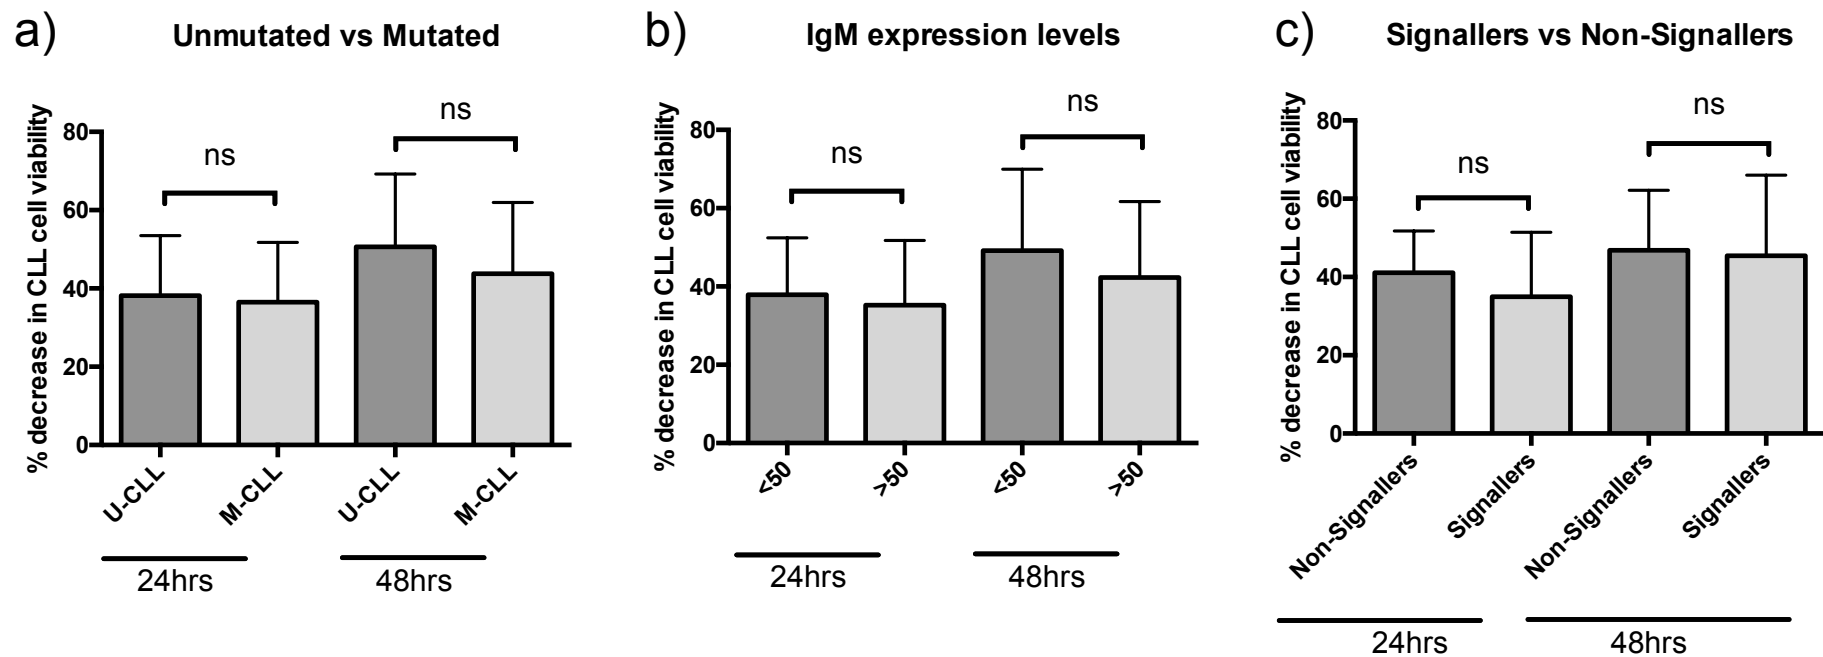 a)
Unmutated vs Mutated
% decrease in CLL cell viability
80
60
40
20
0
ns
ns
U-CLL
M-CLL
U-CLL
M-CLL
24hrs
48hrs
b)
IgM expression levels
% decrease in CLL cell viability
80
60
40
20
0
ns
ns
<50
>50
<50
>50
24hrs
48hrs
c)
Signallers vs Non-Signallers
% decrease in CLL cell viability
80
60
40
20
0
ns
ns
Non-Signallers
Signallers
Non-Signallers
Signallers
24hrs
48hrs